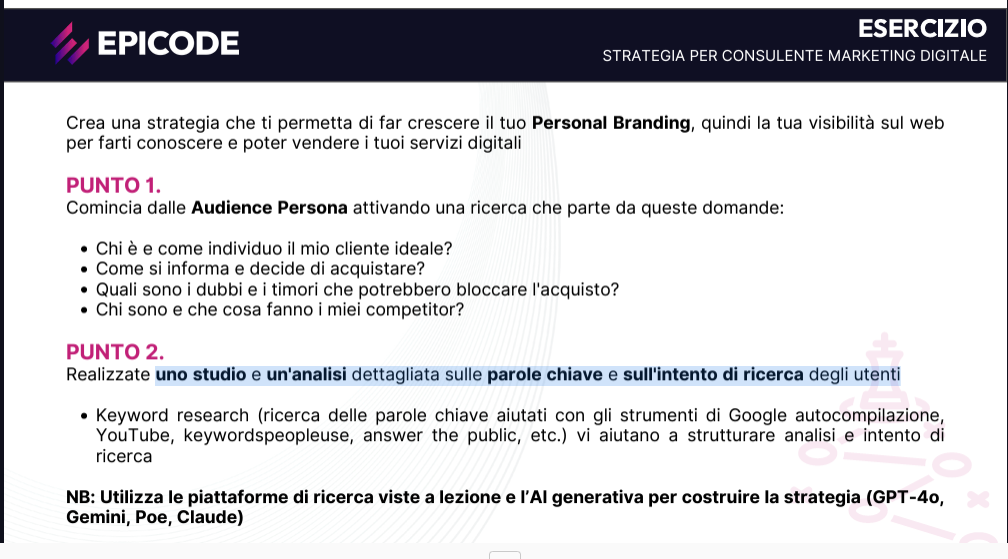 EPICODE
ESERCIZIO
STRATEGIA PER CONSULENTE MARKETING DIGITALE
Crea una strategia che ti permetta di far crescere il tuo Personal Branding, quindi la tua visibilità sul web
per farti conoscere e poter vendere i tuoi servizi digitali
PUNTO 1.
Comincia dalle Audience Persona attivando una ricerca che parte da queste domande:
• Chi è e come individuo il mio cliente ideale?
• Come si informa e decide di acquistare?
• Quali sono i dubbi e i timori che potrebbero bloccare l'acquisto?
• Chi sono e che cosa fanno i miei competitor?
PUNTO 2.
Realizzate uno studio e un'analisi dettagliata sulle parole chiave e sull'intento di ricerca degli utenti
• Keyword research (ricerca delle parole chiave aiutati con gli strumenti di Google autocompilazione,
YouTube, keywordspeopleuse, answer the public, etc.) vi aiutano a strutturare analisi e intento di
ricerca
NB: Utilizza le piattaforme di ricerca viste a lezione e l’AI generativa per costruire la strategia (GPT-4o,
Gemini, Poe, Claude)